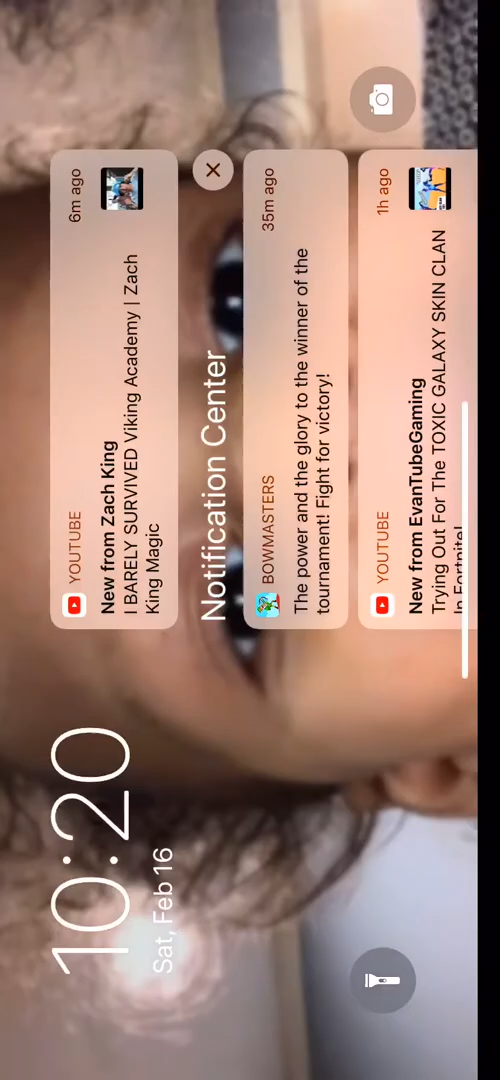 10:20
Sat, Feb 16
YOUTUBE
6m ago
New from Zach King
I BARELY SURVIVED Viking Academy | Zach
King Magic
Notification Center
BOWMASTERS
35m ago
The power and the glory to the winner of the
tournament! Fight for victory!
YOUTUBE
1h ago
New from EvanTubeGaming
Trying Out For The TOXIC GALAXY SKIN CLAN
In Fortnite!